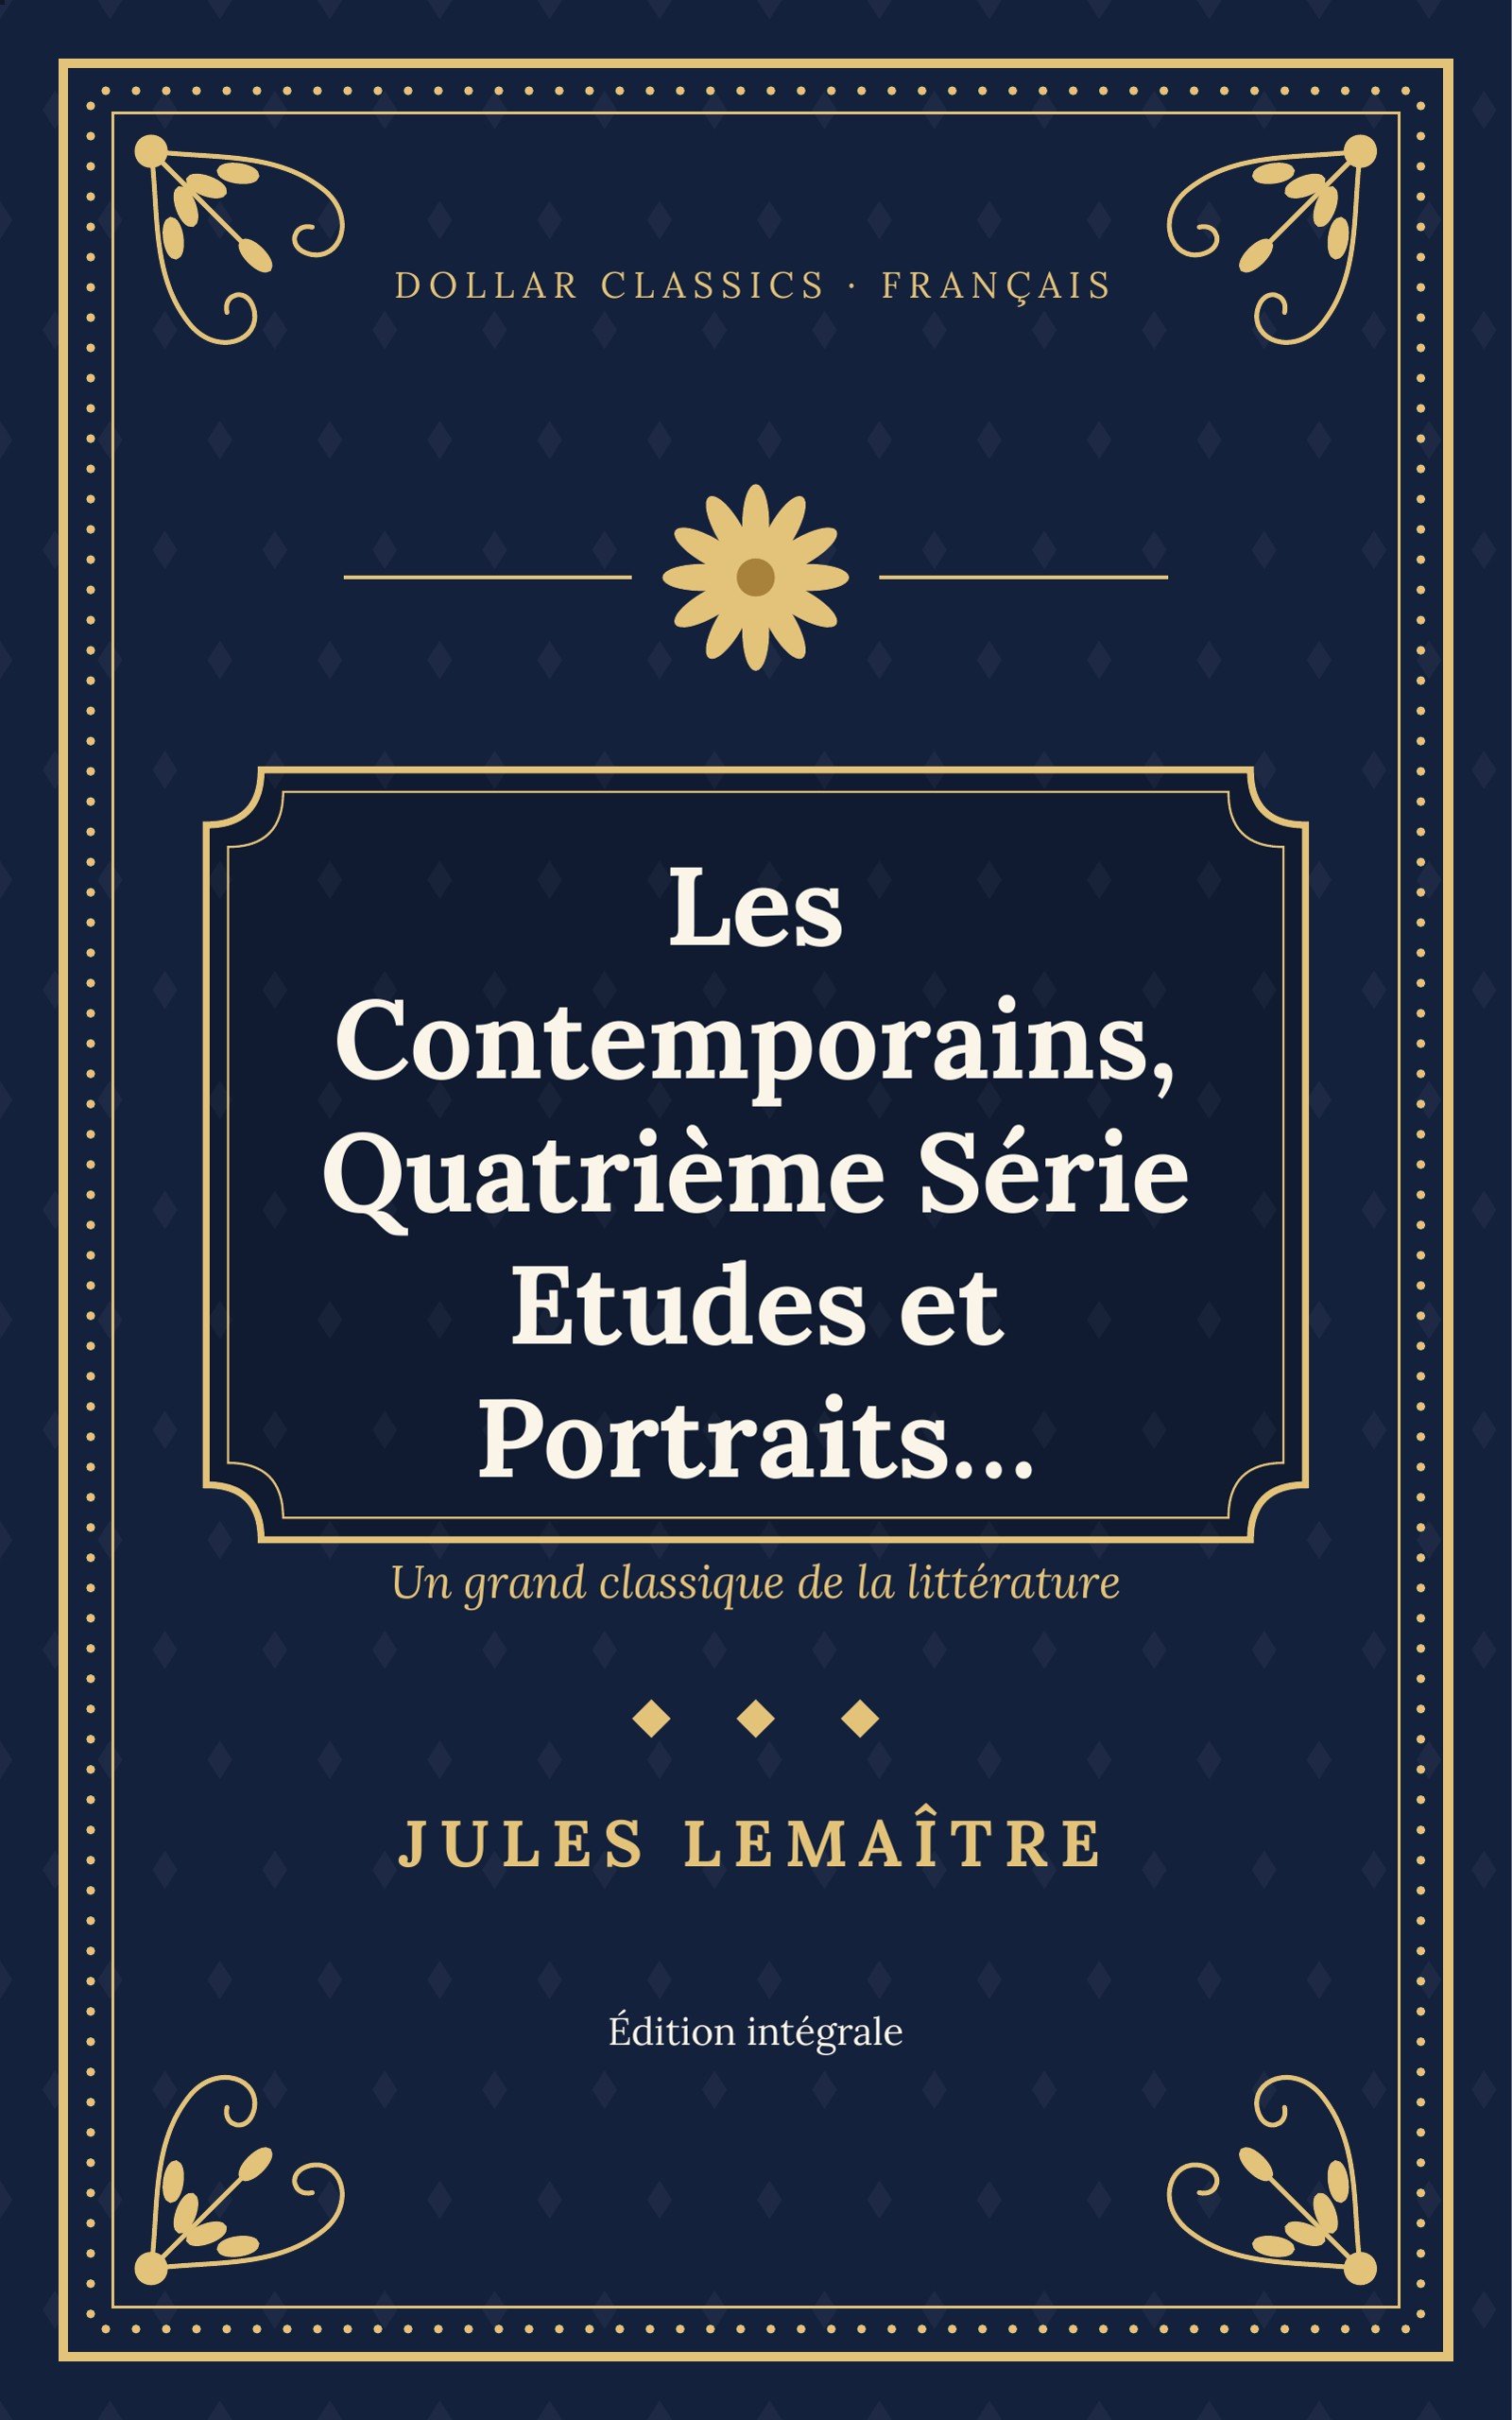 DOLLAR CLASSICS · FRANÇAIS
Les
Contemporains,
Quatrième Série
Etudes et
Portraits...
Un grand classique de la littérature
JULES LEMAÎTRE
Édition intégrale